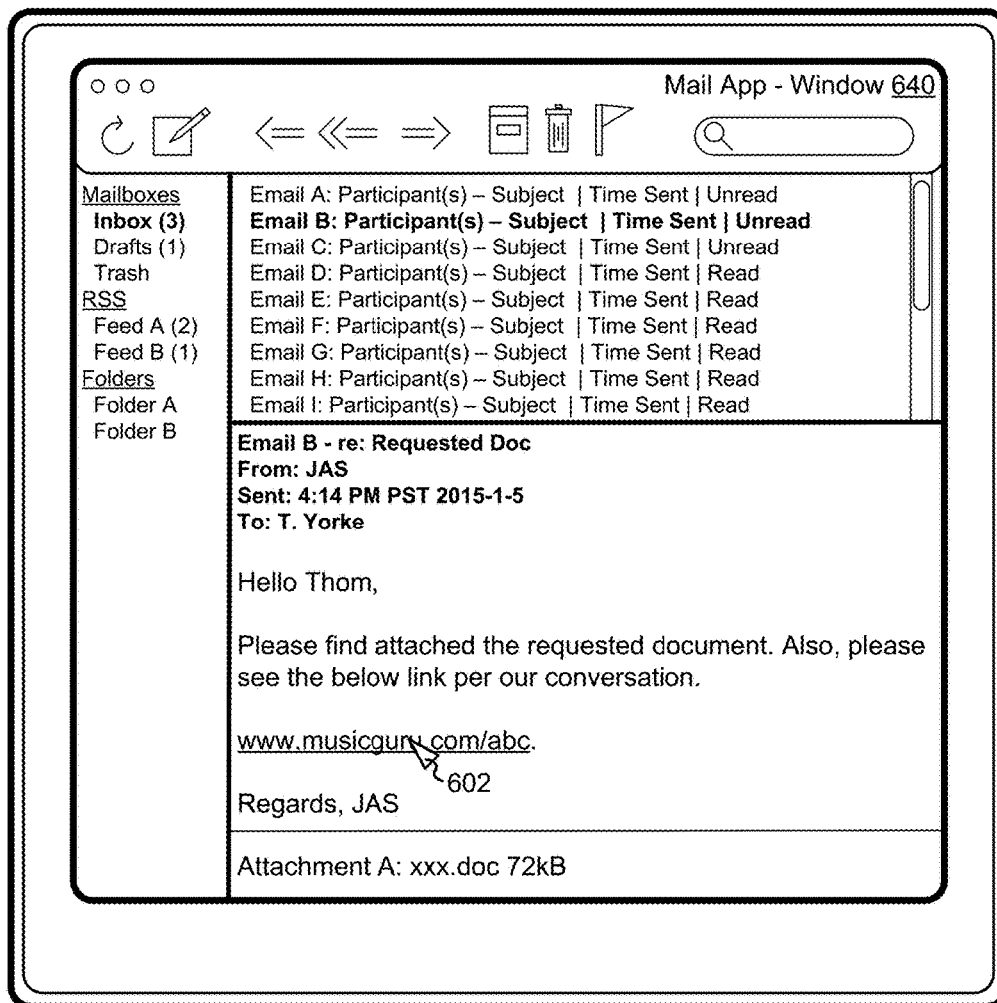 Mail App - Window 640
Mailboxes
Inbox (3)
Drafts (1)
Trash
RSS
Feed A (2)
Feed B (1)
Folders
Folder A
Folder B
Email A: Participant(s) – Subject | Time Sent | Unread
Email B: Participant(s) – Subject | Time Sent | Unread
Email C: Participant(s) – Subject | Time Sent | Unread
Email D: Participant(s) – Subject | Time Sent | Read
Email E: Participant(s) – Subject | Time Sent | Read
Email F: Participant(s) – Subject | Time Sent | Read
Email G: Participant(s) – Subject | Time Sent | Read
Email H: Participant(s) – Subject | Time Sent | Read
Email I: Participant(s) – Subject | Time Sent | Read
Email B - re: Requested Doc
From: JAS
Sent: 4:14 PM PST 2015-1-5
To: T. Yorke
Hello Thom,
Please find attached the requested document. Also, please
see the below link per our conversation.
www.musicguru.com/abc.
602
Regards, JAS
Attachment A: xxx.doc 72kB